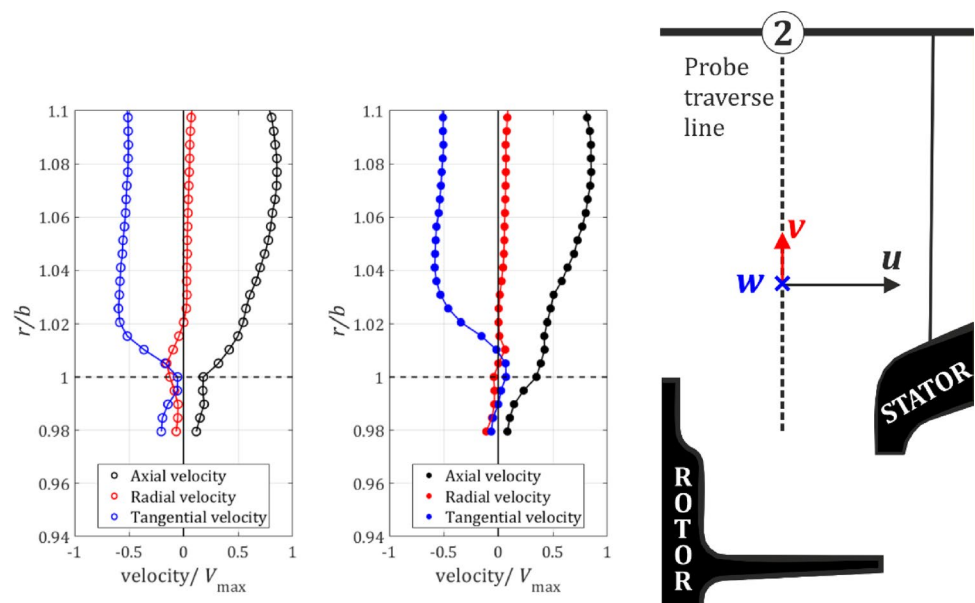 1.1
1.08
1.06
1.04
1.02
1
0.98
0.96
0.94
r/b
Axial velocity
Radial velocity
Tangential velocity
-1 -0.5 0 0.5 1
velocity/ Vmax
1.1
1.08
1.06
1.04
1.02
1
0.98
0.96
0.94
r/b
Axial velocity
Radial velocity
Tangential velocity
-1 -0.5 0 0.5 1
velocity/ Vmax
2
Probe
traverse
line
v
w
u
STATOR
ROTOR